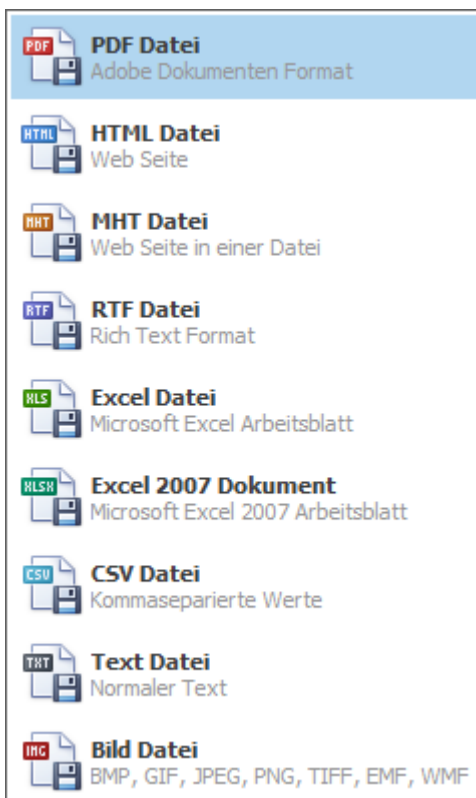 PDF
PDF Datei
Adobe Dokumenten Format
HTML
HTML Datei
Web Seite
MHT
MHT Datei
Web Seite in einer Datei
RTF
RTF Datei
Rich Text Format
XLS
Excel Datei
Microsoft Excel Arbeitsblatt
XLSX
Excel 2007 Dokument
Microsoft Excel 2007 Arbeitsblatt
CSV
CSV Datei
Kommaseparierte Werte
TXT
Text Datei
Normaler Text
IMG
Bild Datei
BMP, GIF, JPEG, PNG, TIFF, EMF, WMF